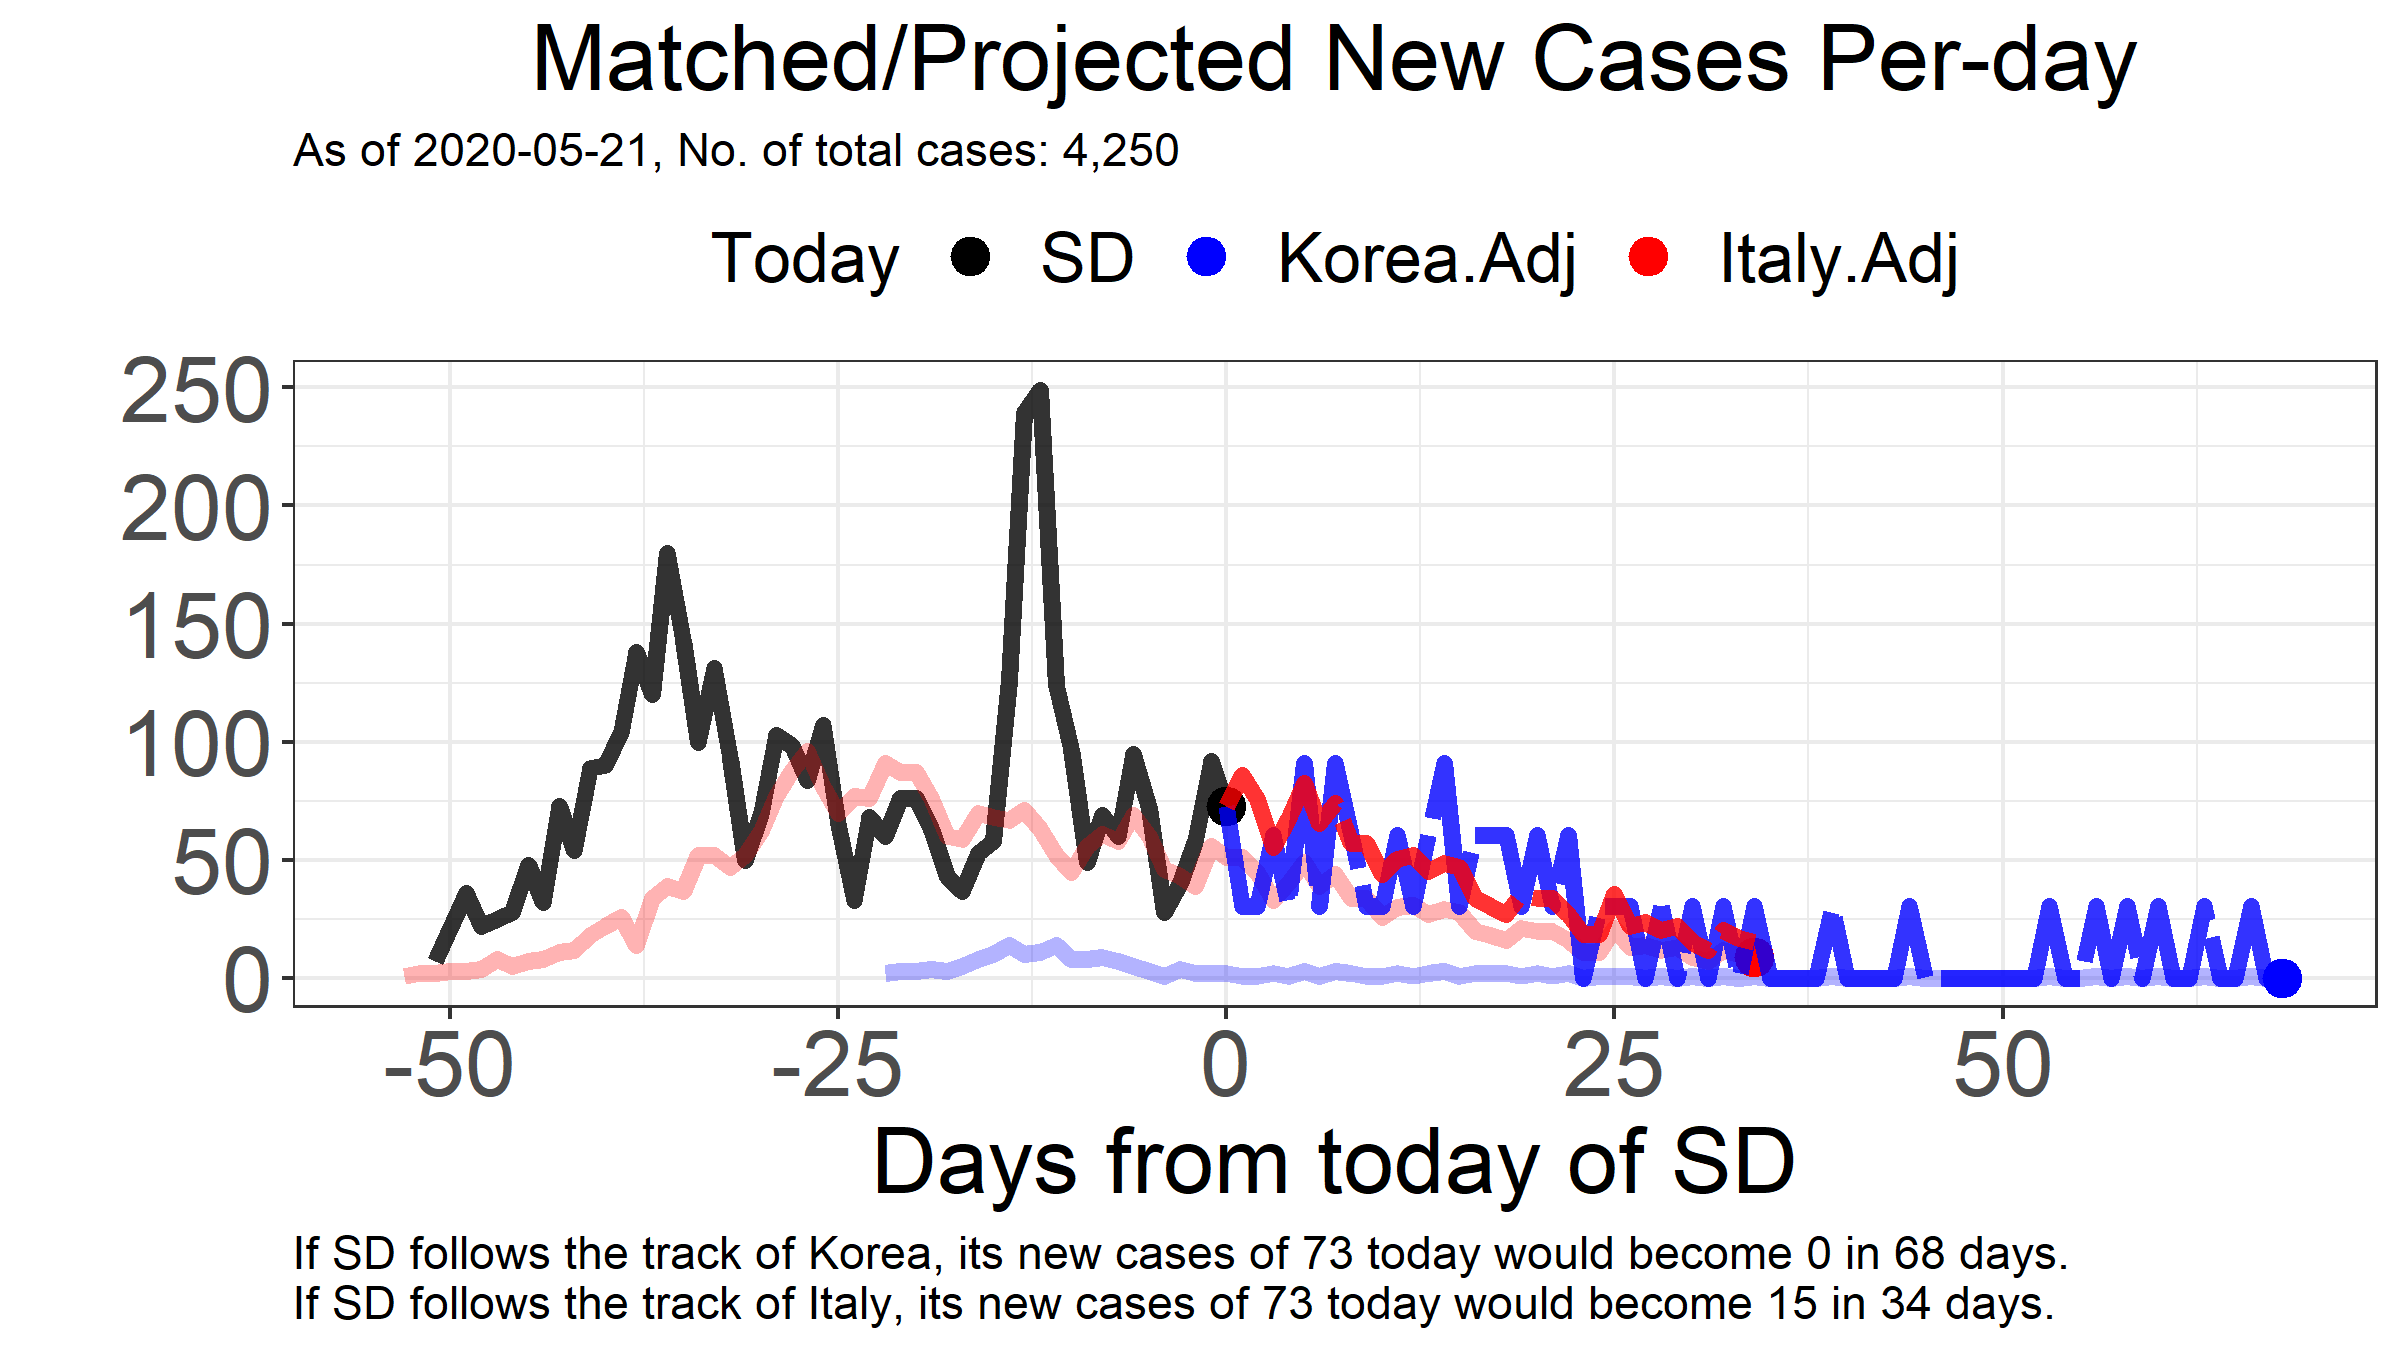 Matched/Projected New Cases Per-day
As of 2020-05-21, No. of total cases: 4,250
Today SD Korea.Adj Italy.Adj
250
200
150
100
50
0
-50 -25 0 25 50
Days from today of SD
If SD follows the track of Korea, its new cases of 73 today would become 0 in 68 days.
If SD follows the track of Italy, its new cases of 73 today would become 15 in 34 days.